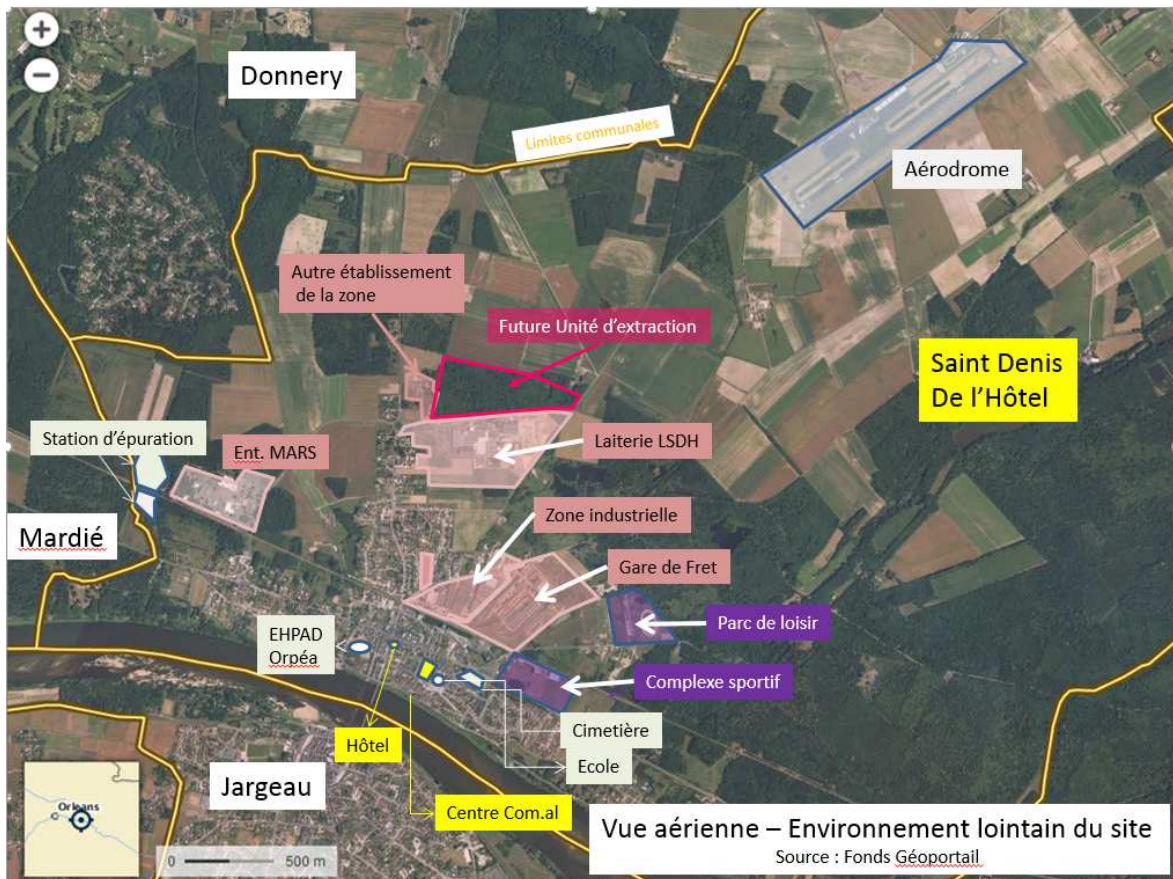 Donnery
Limites communales
Aérodrome
Autre établissement
de la zone
Future Unité d'extraction
Saint Denis
De l'Hôtel
Station d'épuration
Ent. MARS
Laiterie LSDH
Mardié
Zone industrielle
Gare de Fret
EHPAD
Orpéa
Parc de loisir
Complexe sportif
Cimetière
Hôtel
Ecole
Jargeau
Centre Com.al
Orleans
0 500 m
Vue aérienne – Environnement lointain du site
Source : Fonds Géoportail